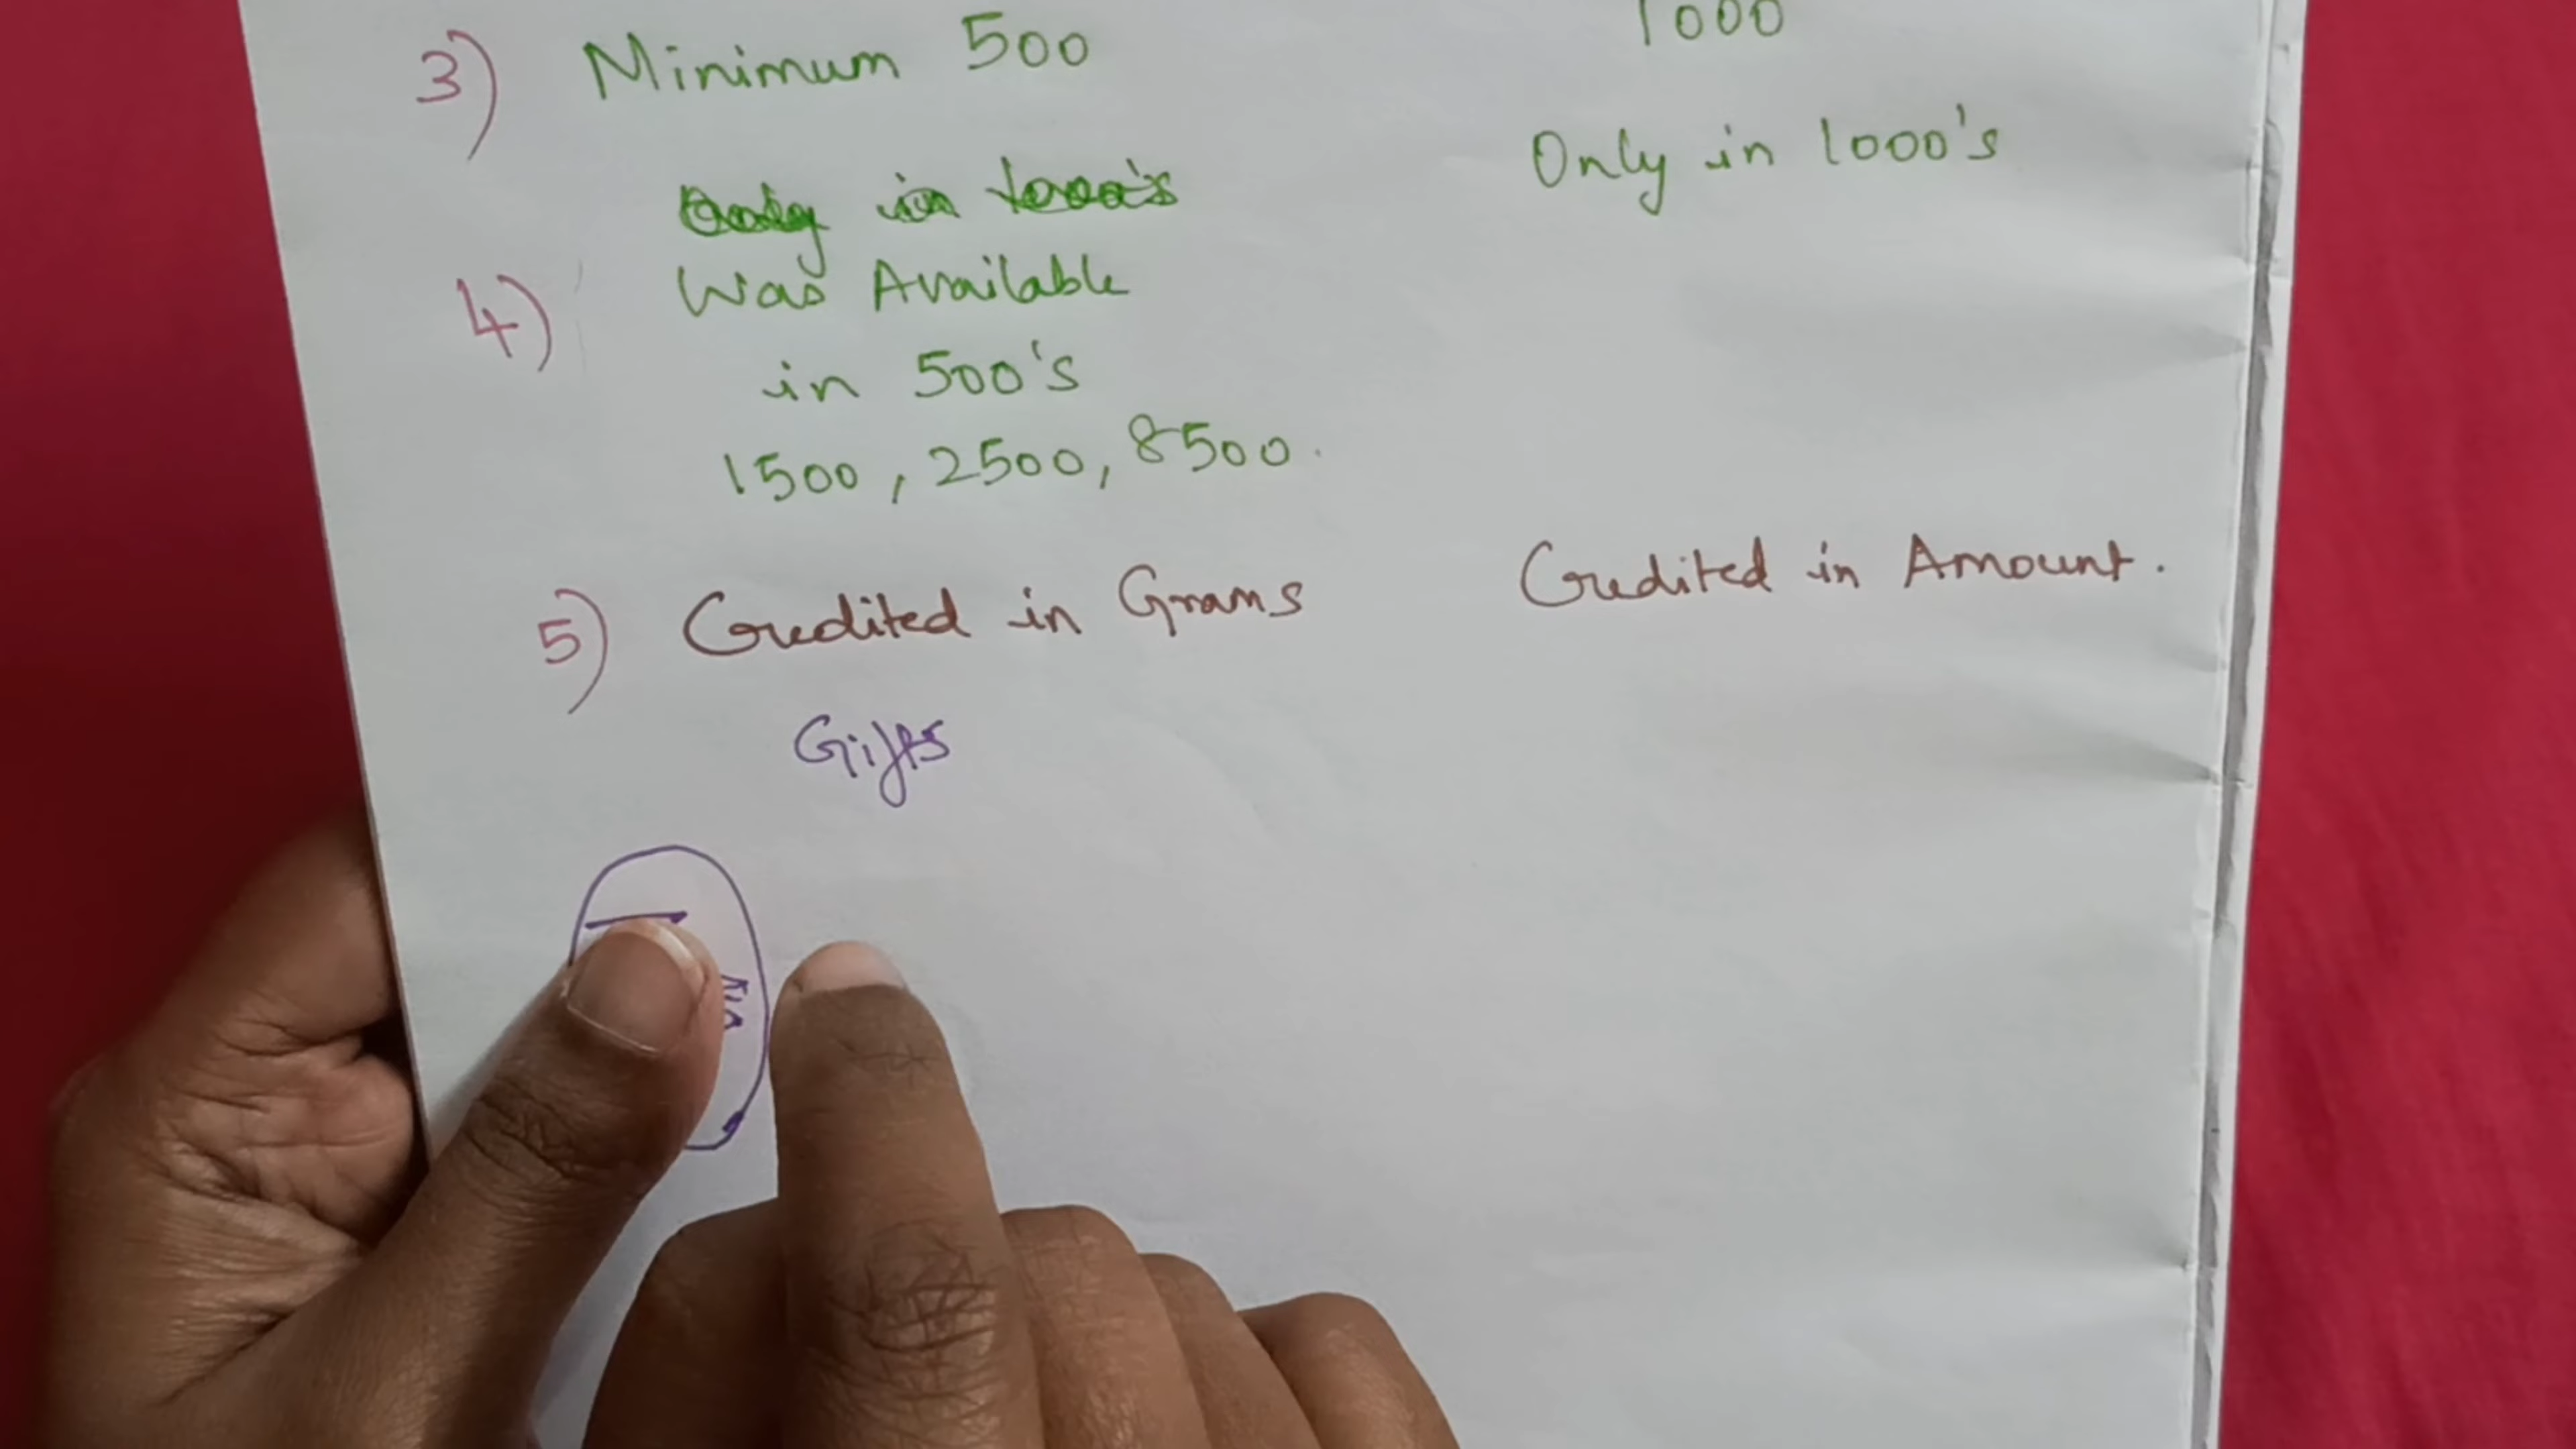 3) Minimum 500
1000
Only in 1000's
4) Was Available
in 500's
1500, 2500, 8500.
5) Credited in Grams
Credited in Amount.
Gifts